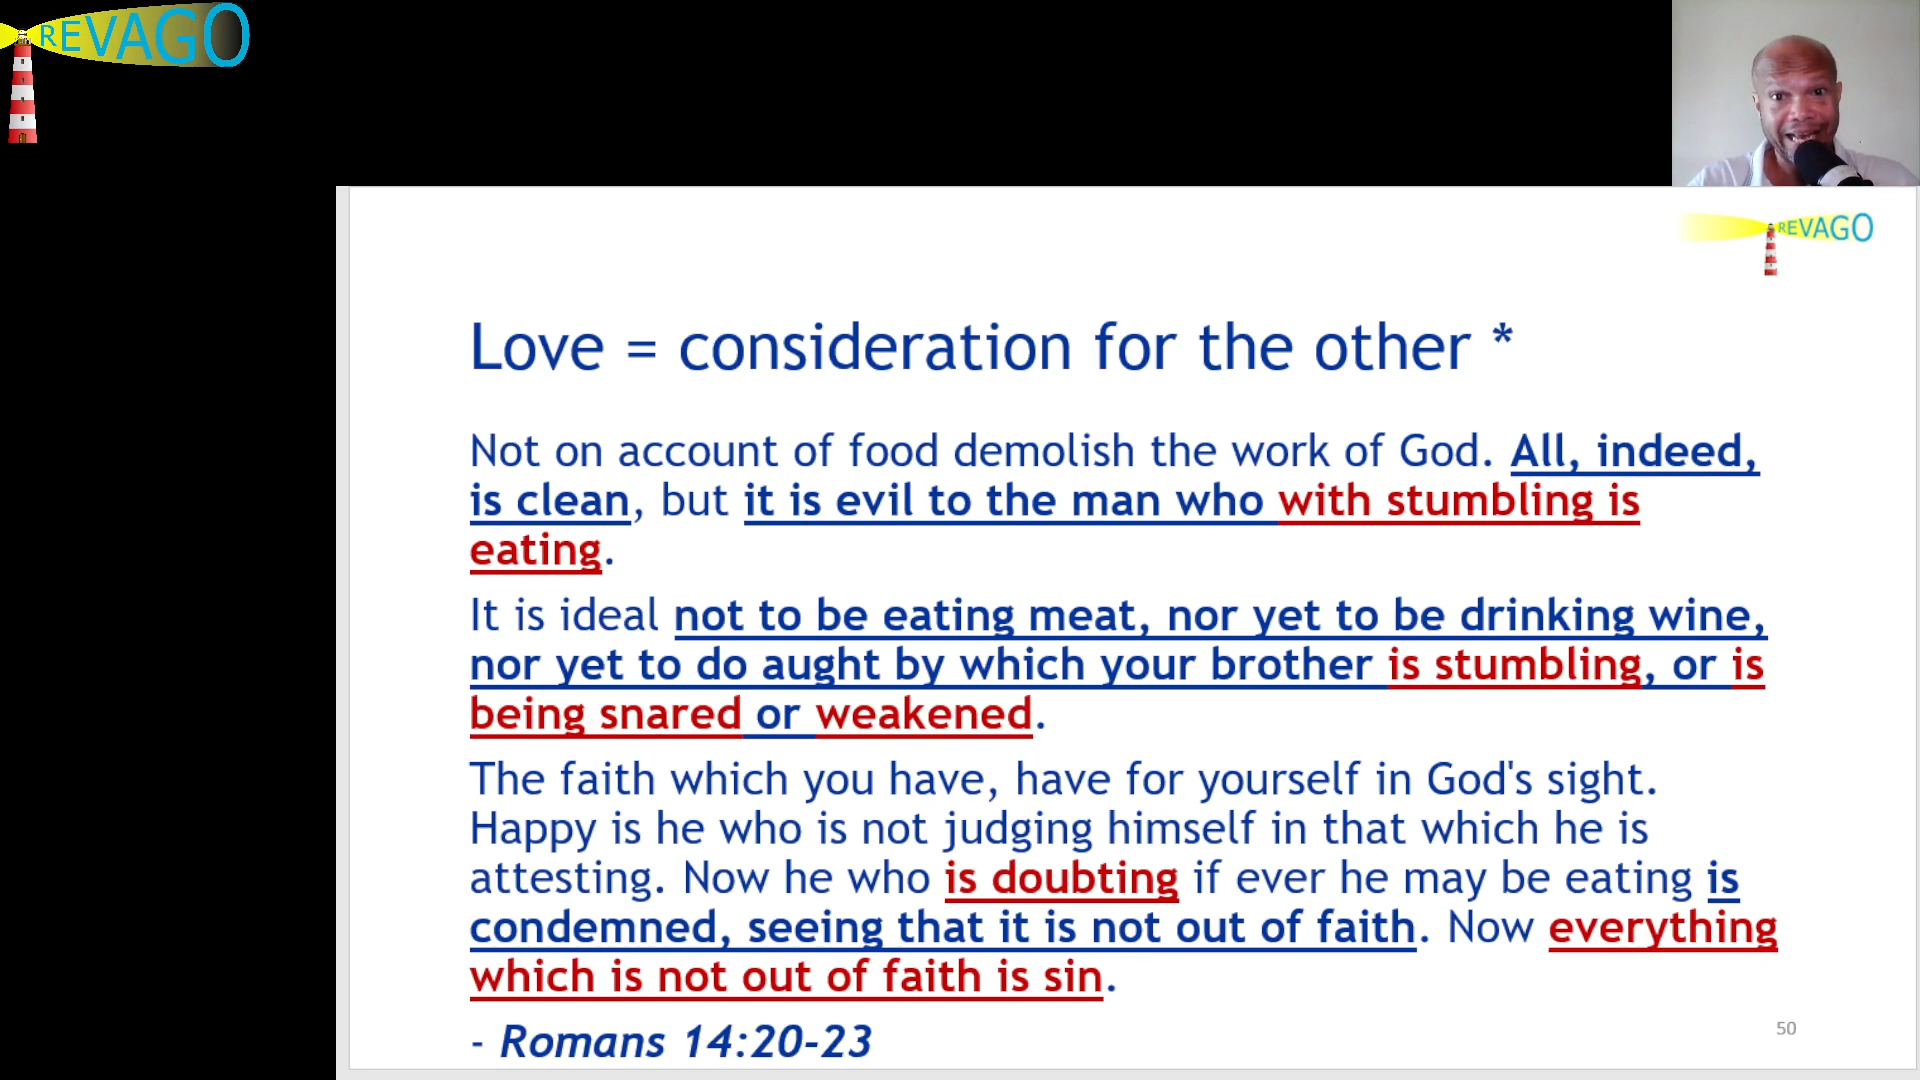 REVAGO
REVAGO
Love = consideration for the other *
Not on account of food demolish the work of God. All, indeed,
is clean, but it is evil to the man who with stumbling is
eating.
It is ideal not to be eating meat, nor yet to be drinking wine,
nor yet to do aught by which your brother is stumbling, or is
being snared or weakened.
The faith which you have, have for yourself in God's sight.
Happy is he who is not judging himself in that which he is
attesting. Now he who is doubting if ever he may be eating is
condemned, seeing that it is not out of faith. Now everything
which is not out of faith is sin.
- Romans 14:20-23
50